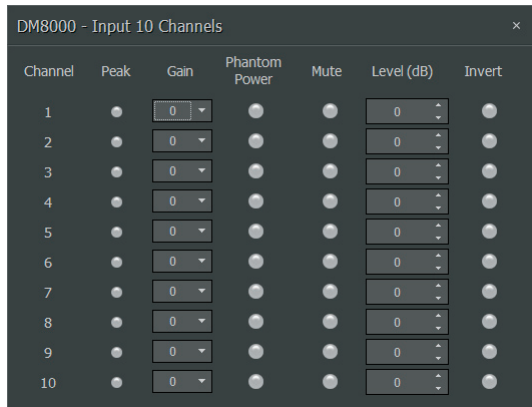 DM8000 - Input 10 Channels ×
Channel Peak Gain Phantom Power Mute Level (dB) Invert
1 0 0
2 0 0
3 0 0
4 0 0
5 0 0
6 0 0
7 0 0
8 0 0
9 0 0
10 0 0